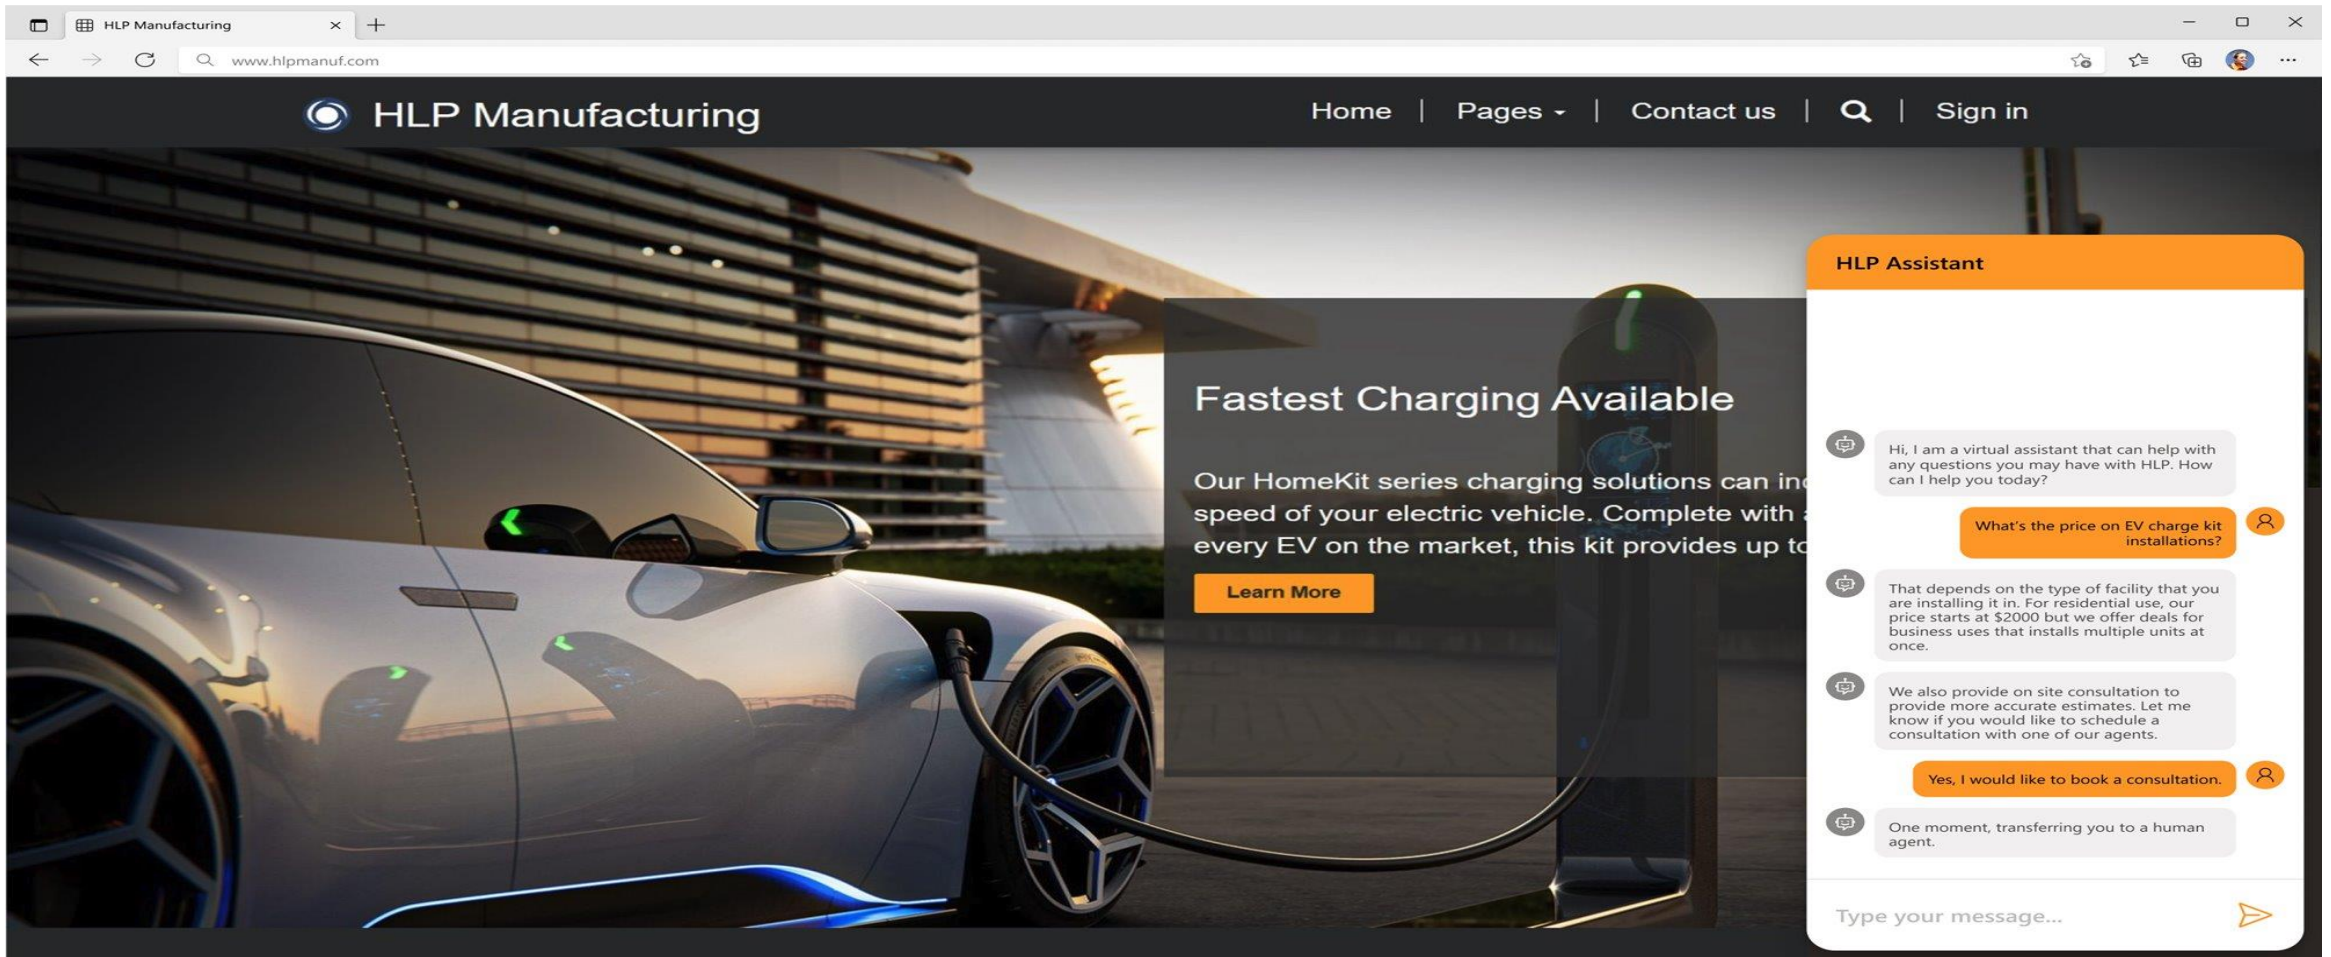 HLP Manufacturing
www.hlpmanuf.com
HLP Manufacturing
Home | Pages | Contact us | | Sign in
Fastest Charging Available
Our HomeKit series charging solutions can
speed of your electric vehicle. Complete with
every EV on the market, this kit provides up to
Learn More
HLP Assistant
Hi, I am a virtual assistant that can help with
any questions you may have with HLP. How
can I help you today?
What's the price on EV charge kit
installations?
That depends on the type of facility that you
are installing it in. For residential use, our
price starts at $2000 but we offer deals for
business uses that installs multiple units at
once.
We also provide on site consultation to
provide more accurate estimates. Let me
know if you would like to schedule a
consultation with one of our agents.
Yes, I would like to book a consultation.
One moment, transferring you to a human
agent.
Type your message...